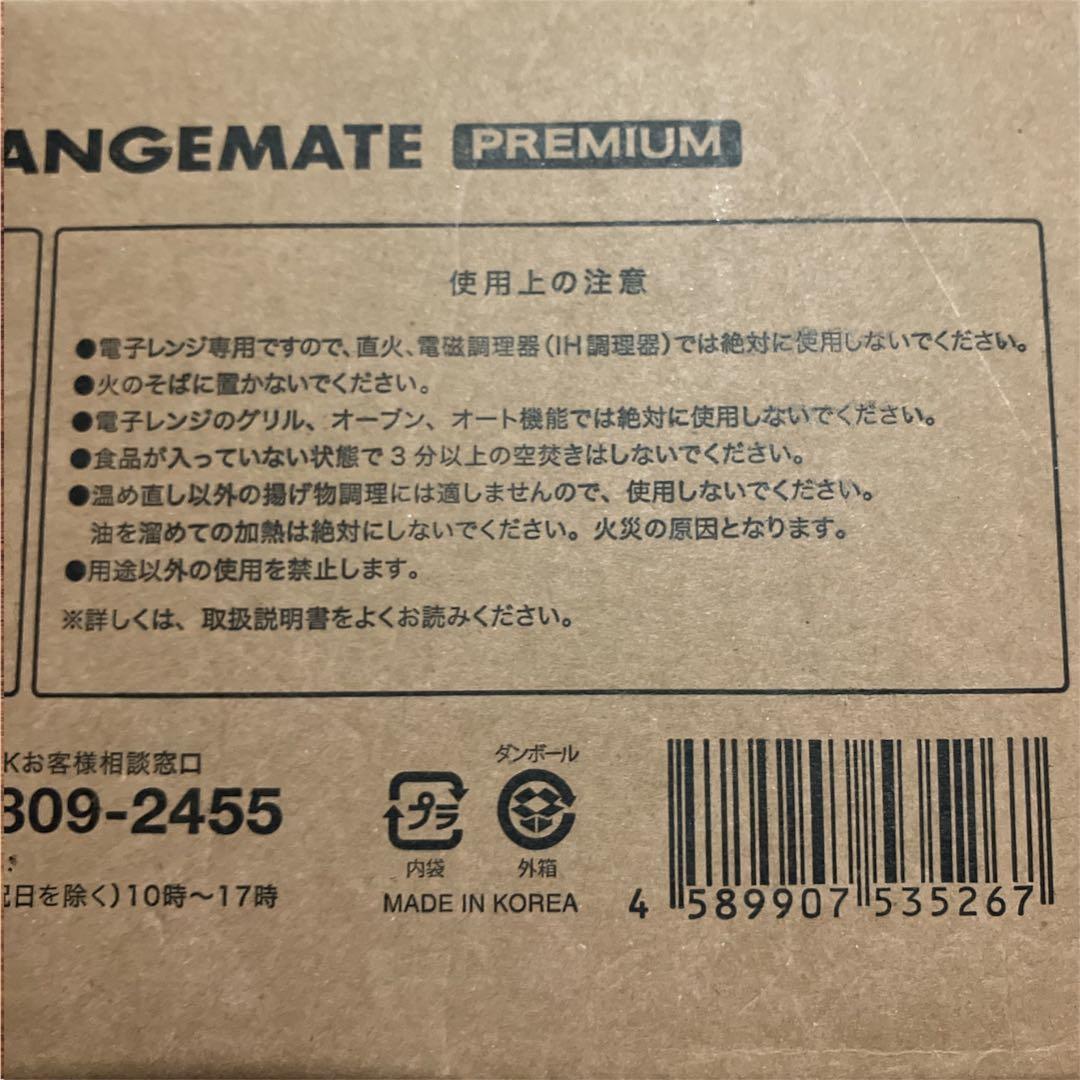 ANGEMATE PREMIUM
使用上の注意
●電子レンジ専用ですので、直火、電磁調理器(IH調理器)では絶対に使用しないでください。
●火のそばに置かないでください。
●電子レンジのグリル、オーブン、オート機能では絶対に使用しないでください。
●食品が入っていない状態で3分以上の空焚きはしないでください。
●温め直し以外の揚げ物調理には適しませんので、使用しないでください。
油を溜めての加熱は絶対にしないでください。火災の原因となります。
●用途以外の使用を禁止します。
※詳しくは、取扱説明書をよくお読みください。
Kお客様相談窓口
309-2455
祝日を除く)10時～17時
プラ
内袋
ダンボール
外箱
MADE IN KOREA
4 589907 535267